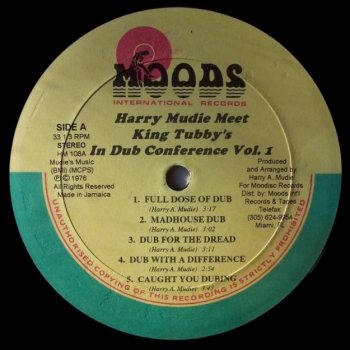 MOODS
INTERNATIONAL RECORDS
Harry Mudie Meet
King Tubby's
In Dub Conference Vol. 1
SIDE A
33 1/3 RPM
STEREO
HM 108A
Mudie's Music
(BMI) (MCPS)
Ⓟ © 1976
All Rights Reserved
Made in Jamaica
Produced and
and Arranged by
Harry A. Mudie
For Moodisc Records
Dist. by: Moods Int'l
Records & Tapes
Telefax:
(305) 624-9954
Miami, FL
1. FULL DOSE OF DUB
(Harry A. Mudie) 3:17
2. MADHOUSE DUB
(Harry A. Mudie) 3:02
3. DUB FOR THE DREAD
(Harry A. Mudie) 3:11
4. DUB WITH A DIFFERENCE
(Harry A. Mudie) 2:54
5. CAUGHT YOU DUBING
(Harry A. Mudie) 3:43
UNAUTHORISED COPYING OF THIS RECORDING IS STRICTLY PROHIBITED